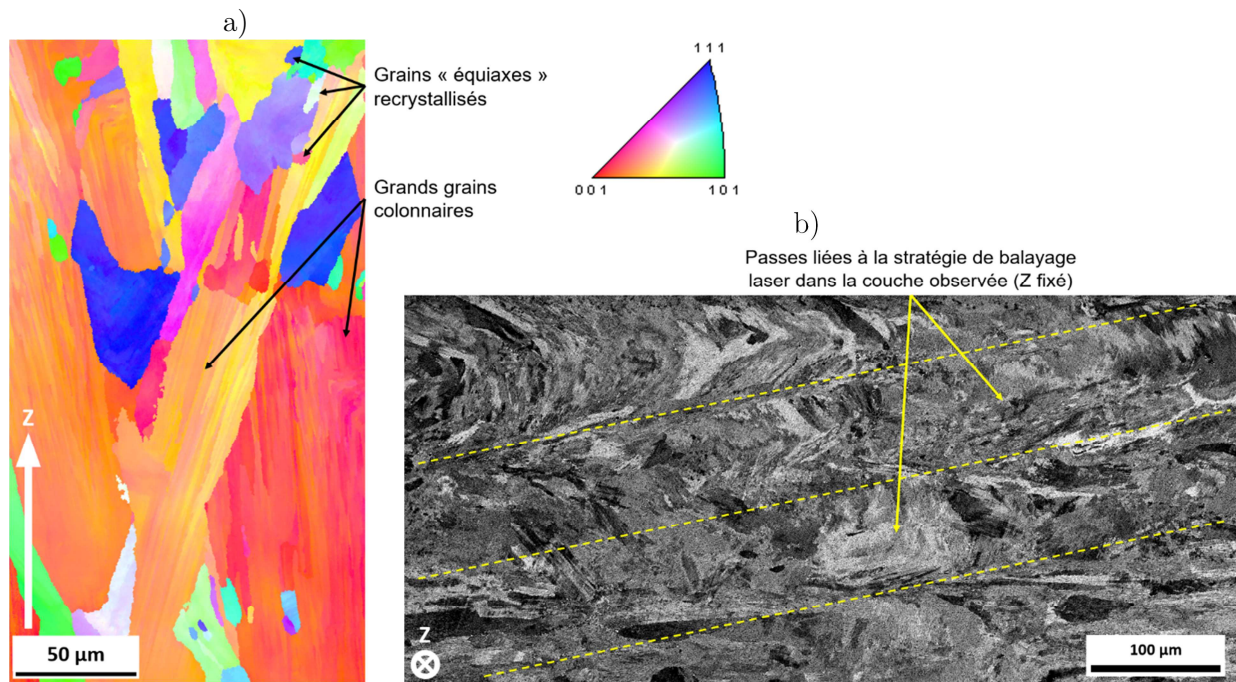 a)
Grains « équiaxes »
recrystallisés
Grands grains
colonnaires
Z
50 µm
1 1 1
0 0 1
1 0 1
b)
Passes liées à la stratégie de balayage
laser dans la couche observée (Z fixé)
Z
100 µm